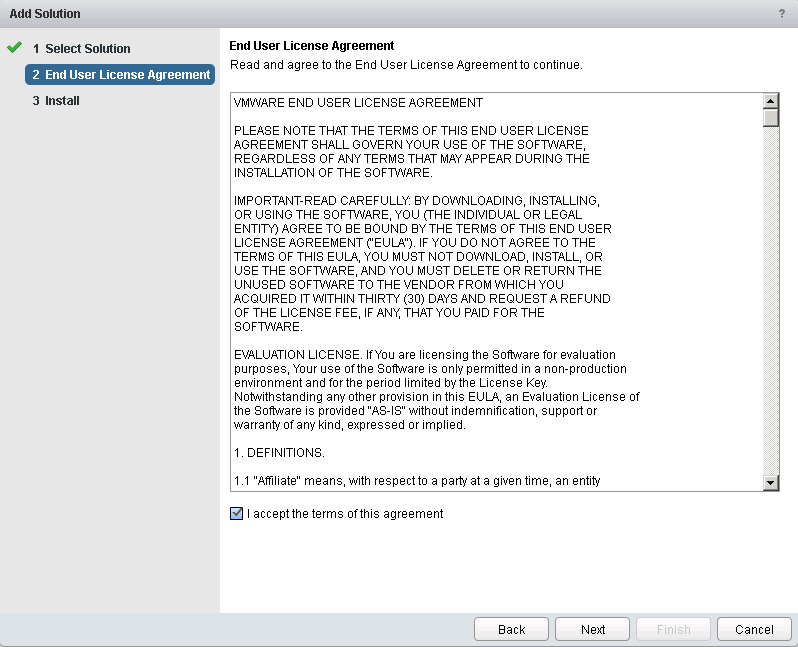 Add Solution
?
1 Select Solution
2 End User License Agreement
3 Install
End User License Agreement
Read and agree to the End User License Agreement to continue.
VMWARE END USER LICENSE AGREEMENT
PLEASE NOTE THAT THE TERMS OF THIS END USER LICENSE
AGREEMENT SHALL GOVERN YOUR USE OF THE SOFTWARE,
REGARDLESS OF ANY TERMS THAT MAY APPEAR DURING THE
INSTALLATION OF THE SOFTWARE.
IMPORTANT-READ CAREFULLY: BY DOWNLOADING, INSTALLING,
OR USING THE SOFTWARE, YOU (THE INDIVIDUAL OR LEGAL
ENTITY) AGREE TO BE BOUND BY THE TERMS OF THIS END USER
LICENSE AGREEMENT ("EULA"). IF YOU DO NOT AGREE TO THE
TERMS OF THIS EULA, YOU MUST NOT DOWNLOAD, INSTALL, OR
USE THE SOFTWARE, AND YOU MUST DELETE OR RETURN THE
UNUSED SOFTWARE TO THE VENDOR FROM WHICH YOU
ACQUIRED IT WITHIN THIRTY (30) DAYS AND REQUEST A REFUND
OF THE LICENSE FEE, IF ANY, THAT YOU PAID FOR THE
SOFTWARE.
EVALUATION LICENSE. If You are licensing the Software for evaluation
purposes, Your use of the Software is only permitted in a non-production
environment and for the period limited by the License Key.
Notwithstanding any other provision in this EULA, an Evaluation License of
the Software is provided "AS-IS" without indemnification, support or
warranty of any kind, expressed or implied.
1. DEFINITIONS.
1.1 "Affiliate" means, with respect to a party at a given time, an entity
I accept the terms of this agreement
Back
Next
Finish
Cancel